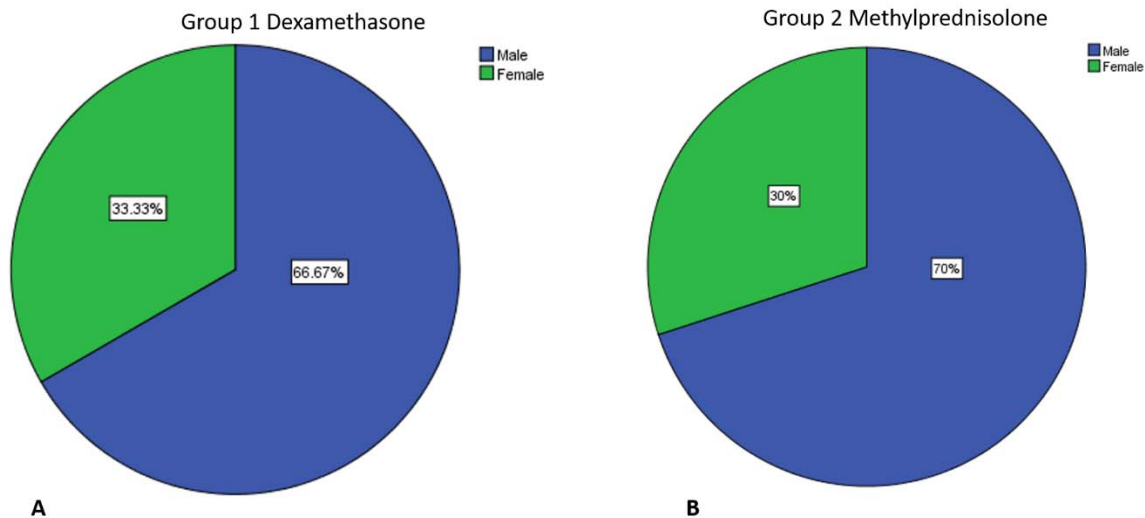 Group 1 Dexamethasone
Male
Female
33.33%
66.67%
A
Group 2 Methylprednisolone
Male
Female
30%
70%
B